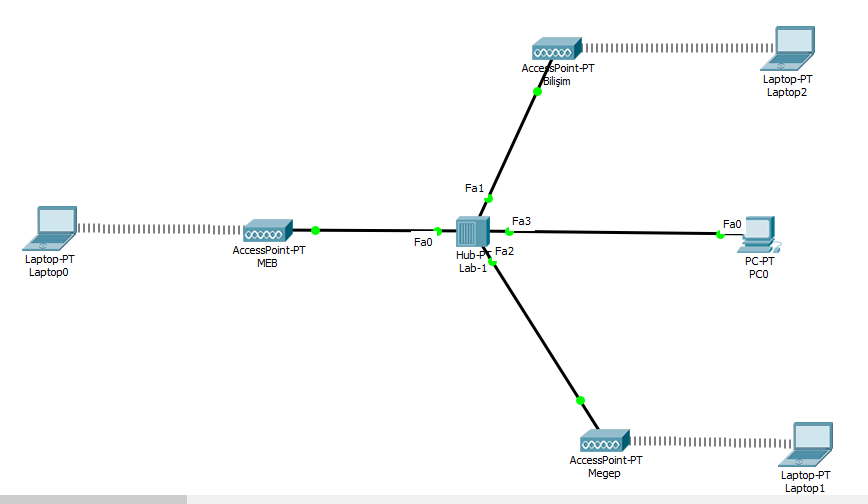 AccessPoint-PT
Bilişim
Laptop-PT
Laptop2
Fa1
Fa3
Fa0
Laptop-PT
Laptop0
AccessPoint-PT
MEB
Fa0
Hub-PT
Lab-1
Fa2
PC-PT
PC0
AccessPoint-PT
Megep
Laptop-PT
Laptop1